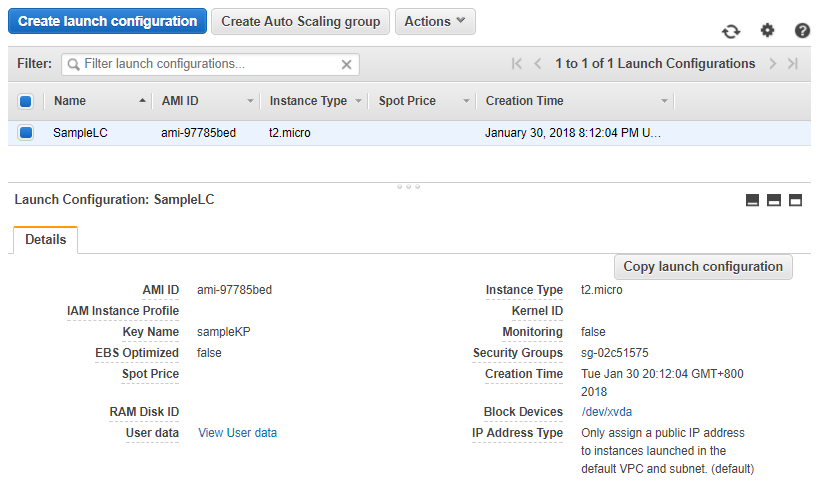 Create launch configuration Create Auto Scaling group Actions
Filter: Filter launch configurations... 1 to 1 of 1 Launch Configurations
Name AMI ID Instance Type Spot Price Creation Time
SampleLC ami-97785bed t2.micro January 30, 2018 8:12:04 PM U...
Launch Configuration: SampleLC
Details
Copy launch configuration
AMI ID ami-97785bed Instance Type t2.micro
IAM Instance Profile Kernel ID
Key Name sampleKP Monitoring false
EBS Optimized false Security Groups sg-02c51575
Spot Price Creation Time Tue Jan 30 20:12:04 GMT+800
2018
RAM Disk ID Block Devices /dev/xvda
User data View User data IP Address Type Only assign a public IP address
to instances launched in the
default VPC and subnet. (default)